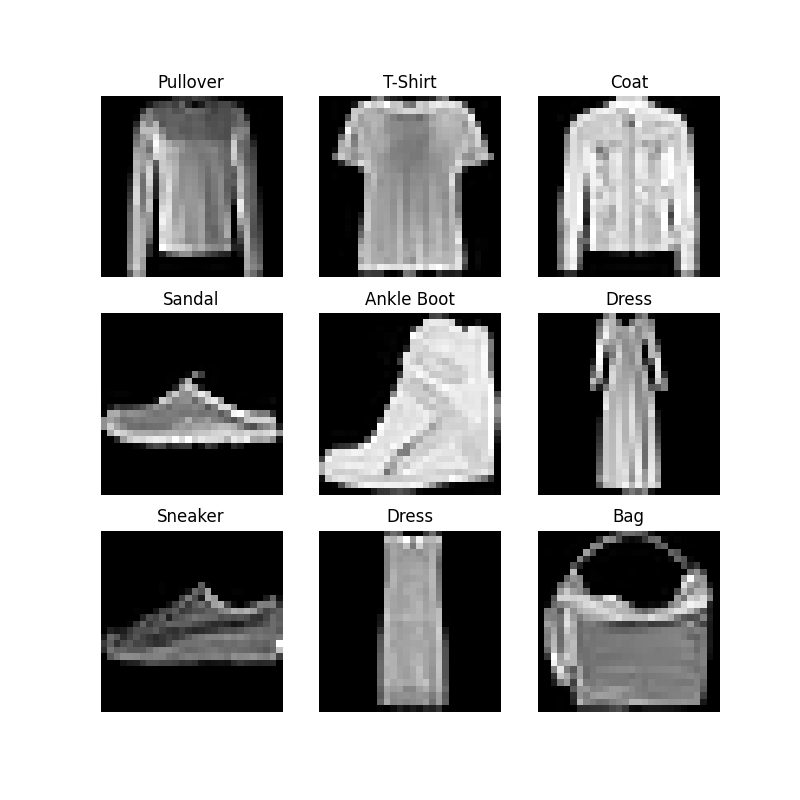 Pullover
T-Shirt
Coat
Sandal
Ankle Boot
Dress
Sneaker
Dress
Bag